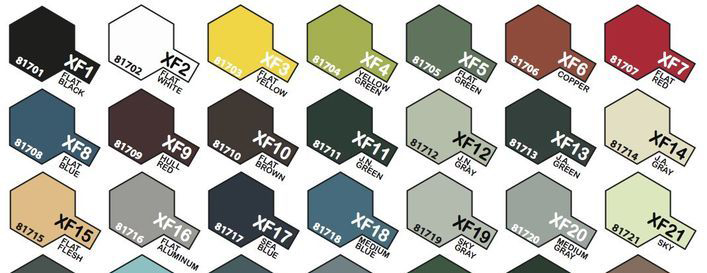 81701 XF1 FLAT BLACK
81702 XF2 FLAT WHITE
81703 XF3 FLAT YELLOW
81704 XF4 YELLOW GREEN
81705 XF5 FLAT GREEN
81706 XF6 COPPER
81707 XF7 FLAT RED
81708 XF8 FLAT BLUE
81709 XF9 HULL RED
81710 XF10 FLAT BROWN
81711 XF11 J.N. GREEN
81712 XF12 J.N. GRAY
81713 XF13 J.A. GREEN
81714 XF14 J.A. GRAY
81715 XF15 FLAT FLESH
81716 XF16 FLAT ALUMINUM
81717 XF17 SEA BLUE
81718 XF18 MEDIUM BLUE
81719 XF19 SKY GRAY
81720 XF20 MEDIUM GRAY
81721 XF21 SKY